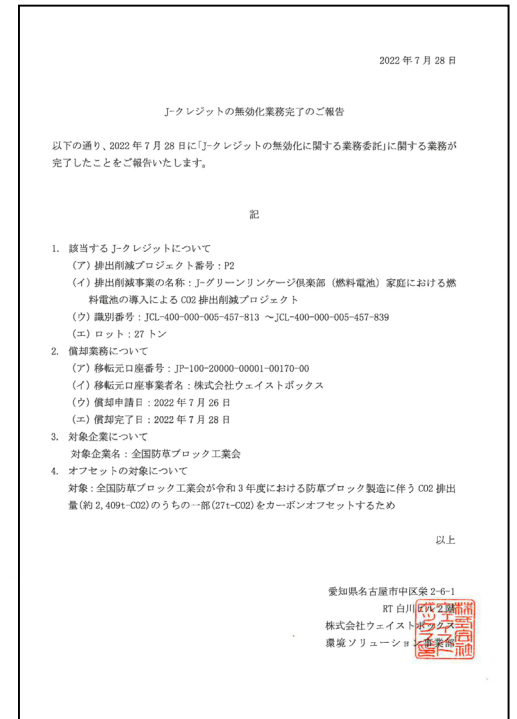 2022 年 7 月 28 日
J-クレジットの無効化業務完了のご報告
以下の通り、2022 年 7 月 28 日に「J-クレジットの無効化に関する業務委託」に関する業務が
完了したことをご報告いたします。
記
1. 該当する J-クレジットについて
(ア) 排出削減プロジェクト番号：P2
(イ) 排出削減事業の名称：J-グリーンリンケージ倶楽部（燃料電池）家庭における燃
料電池の導入による CO2 排出削減プロジェクト
(ウ) 識別番号：JCL-400-000-005-457-813 ～JCL-400-000-005-457-839
(エ) ロット：27 トン
2. 償却業務について
(ア) 移転元口座番号：JP-100-20000-00001-00170-00
(イ) 移転元口座事業者名：株式会社ウェイストボックス
(ウ) 償却申請日：2022 年 7 月 26 日
(エ) 償却完了日：2022 年 7 月 28 日
3. 対象企業について
対象企業名：全国防草ブロック工業会
4. オフセットの対象について
対象：全国防草ブロック工業会が令和 3 年度における防草ブロック製造に伴う CO2 排出
量(約 2,409t-CO2)のうちの一部(27t-CO2)をカーボンオフセットするため
以上
愛知県名古屋市中区栄 2-6-1
RT 白川ビル 2 階
株式会社ウェイストボックス
環境ソリューション事業部